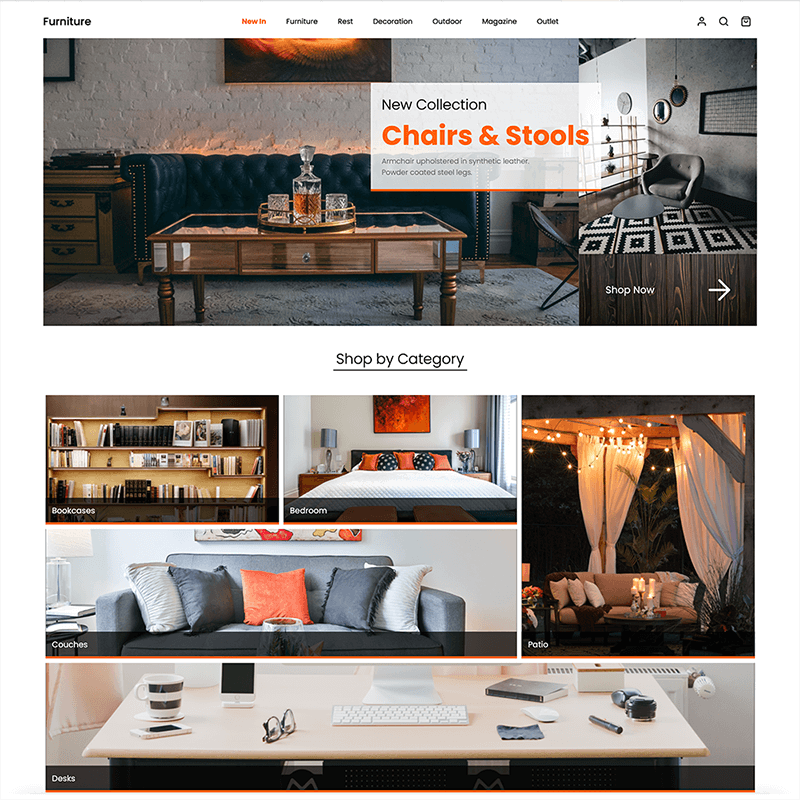 Furniture
New In Furniture Rest Decoration Outdoor Magazine Outlet
New Collection
Chairs & Stools
Armchair upholstered in synthetic leather.
Powder coated steel legs.
Shop Now
Shop by Category
Bookcases
Bedroom
Couches
Patio
Desks